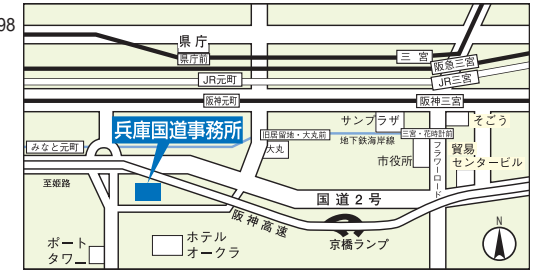 98
県庁
県庁前
三宮
阪急三宮
JR元町
JR三宮
阪神元町
阪神三宮
サンプラザ
そごう
兵庫国道事務所
旧居留地・大丸前
三宮・花時計前
地下鉄海岸線
みなと元町
大丸
市役所
フラワーロード
貿易
センタービル
至姫路
国道2号
阪神高速
京橋ランプ
N
ポート
タワー
ホテル
オークラ